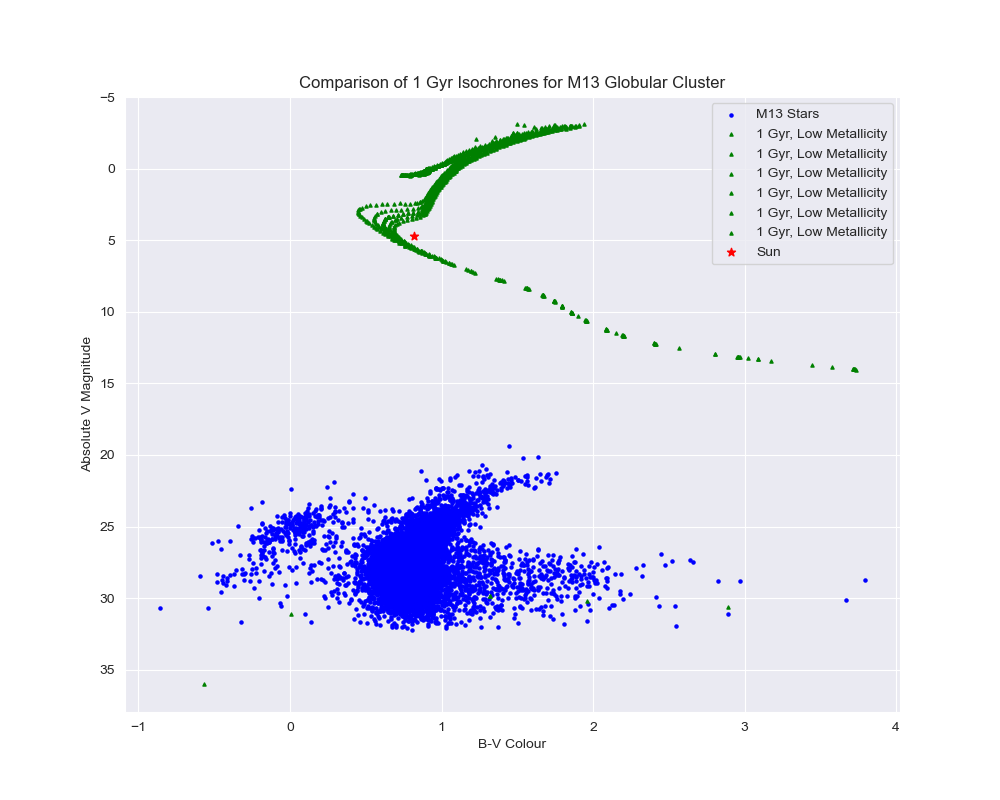 Comparison of 1 Gyr Isochrones for M13 Globular Cluster
−5
0
5
10
15
20
25
30
35
Absolute V Magnitude
M13 Stars
1 Gyr, Low Metallicity
1 Gyr, Low Metallicity
1 Gyr, Low Metallicity
1 Gyr, Low Metallicity
1 Gyr, Low Metallicity
1 Gyr, Low Metallicity
Sun
−1 0 1 2 3 4
B-V Colour